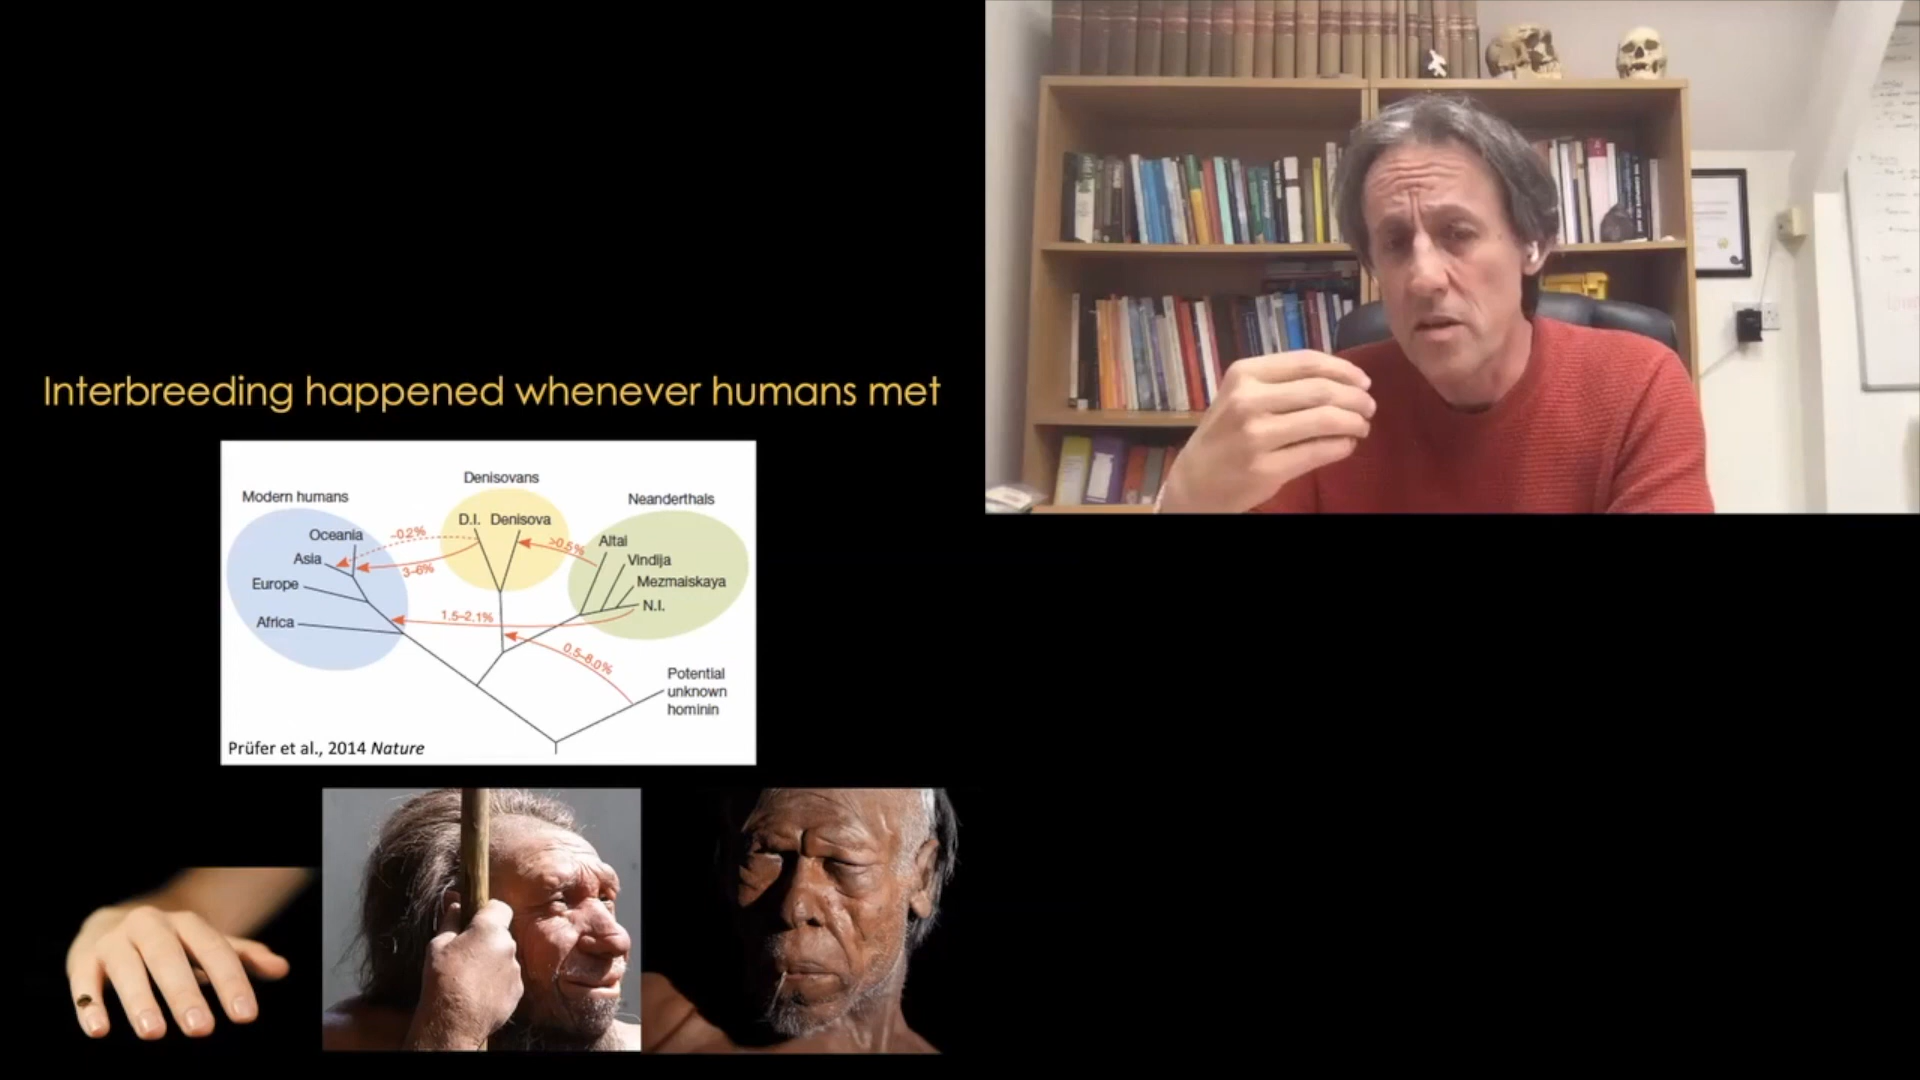 Interbreeding happened whenever humans met
Denisovans
Modern humans
Neanderthals
D.I. Denisova
Oceania
~0.2%
>0.5%
Altai
Asia
Vindija
3–6%
Europe
Mezmaiskaya
N.I.
1.5–2.1%
Africa
0.5–8.0%
Potential
unknown
hominin
Prüfer et al., 2014 Nature